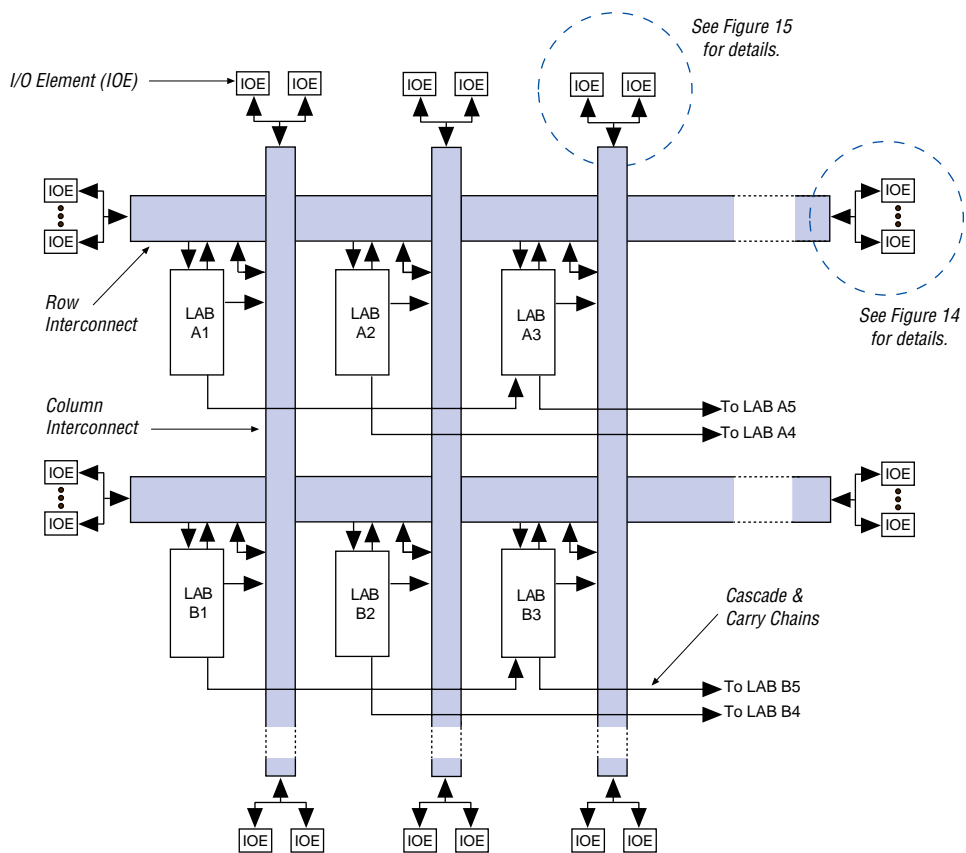 See Figure 15
for details.
I/O Element (IOE)
IOE IOE IOE IOE IOE IOE
IOE IOE
IOE IOE
Row
Interconnect
LAB
A1
LAB
A2
LAB
A3
See Figure 14
for details.
Column
Interconnect
To LAB A5
To LAB A4
IOE IOE
IOE IOE
LAB
B1
LAB
B2
LAB
B3
Cascade &
Carry Chains
To LAB B5
To LAB B4
IOE IOE IOE IOE IOE IOE